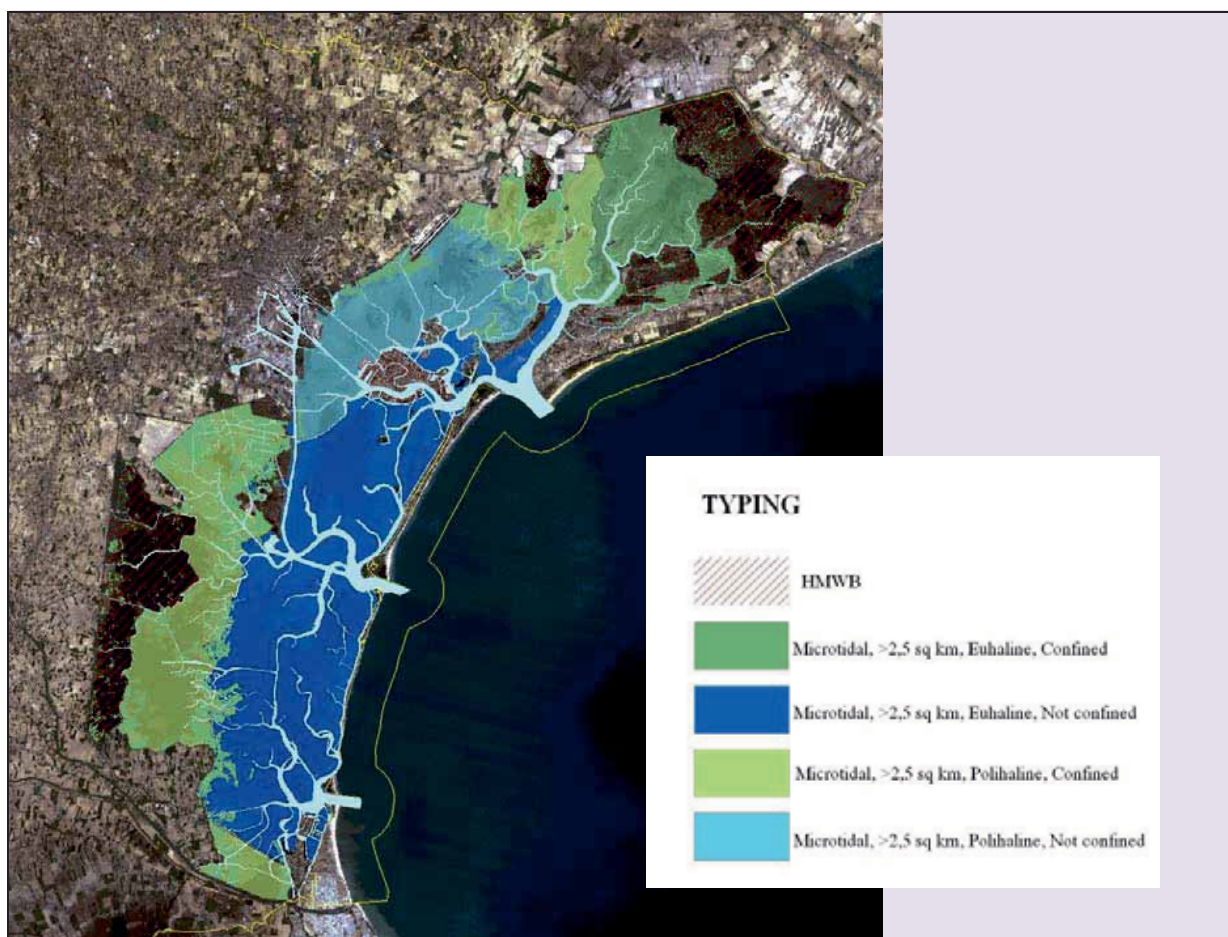 TYPING
HMWB
Microtidal, >2,5 sq km, Euhaline, Confined
Microtidal, >2,5 sq km, Euhaline, Not confined
Microtidal, >2,5 sq km, Polihaline, Confined
Microtidal, >2,5 sq km, Polihaline, Not confined